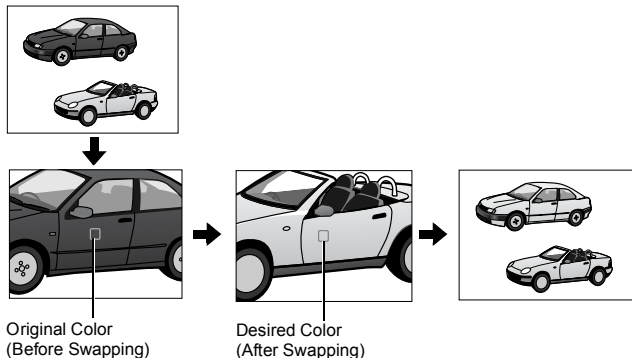 Original Color
(Before Swapping)
Desired Color
(After Swapping)